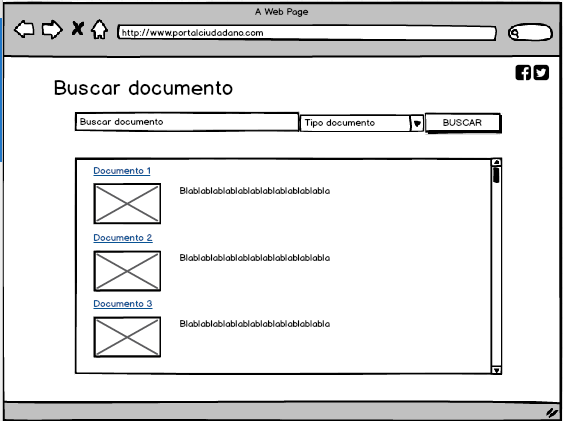 A Web Page
http://www.portalciudadano.com
Buscar documento
Buscar documento
Tipo documento
BUSCAR
Documento 1
Blablablablablablablablablablablabla
Documento 2
Blablablablablablablablablablablabla
Documento 3
Blablablablablablablablablablablabla